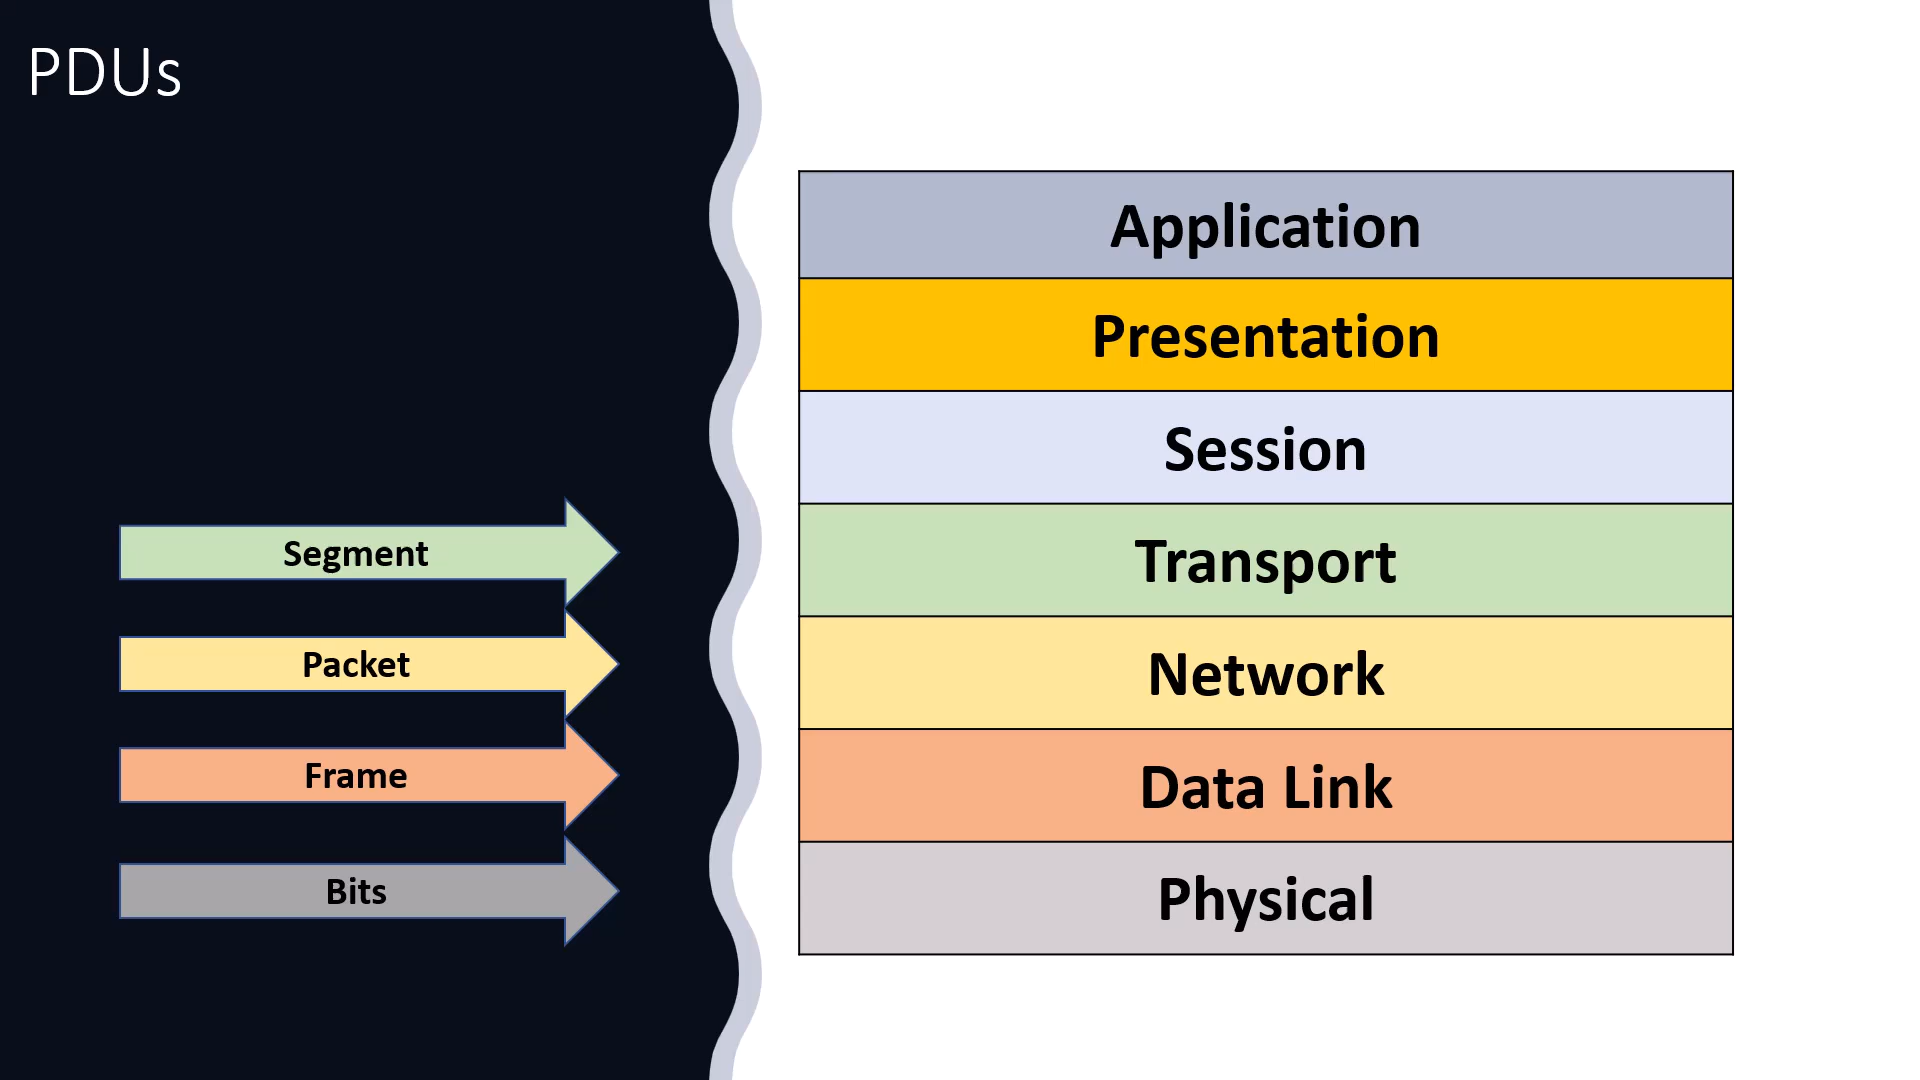 PDUs
Segment
Packet
Frame
Bits
Application
Presentation
Session
Transport
Network
Data Link
Physical